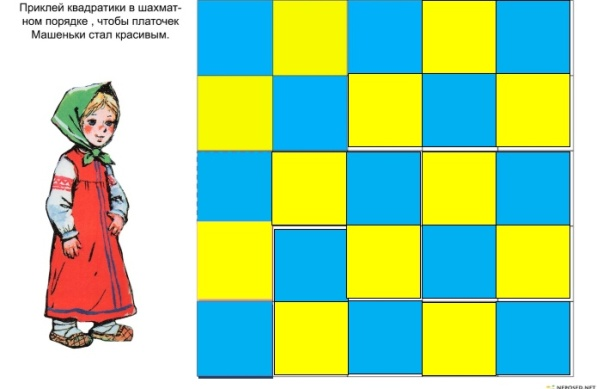 Приклей квадратики в шахмат-
ном порядке , чтобы платочек
Машеньки стал красивым.